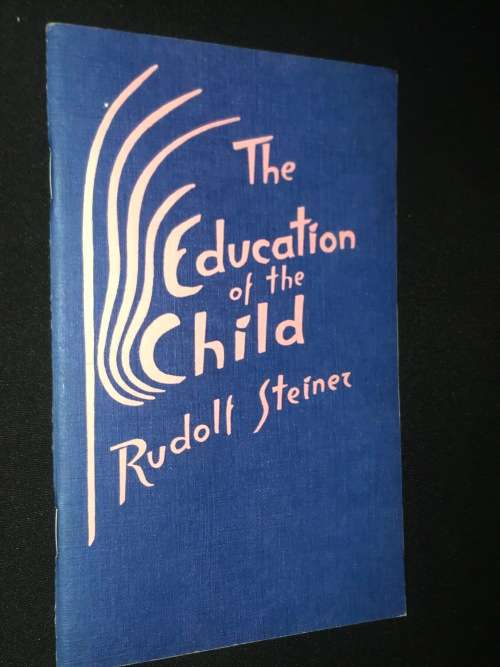 The
Education
of the
Child
Rudolf Steiner